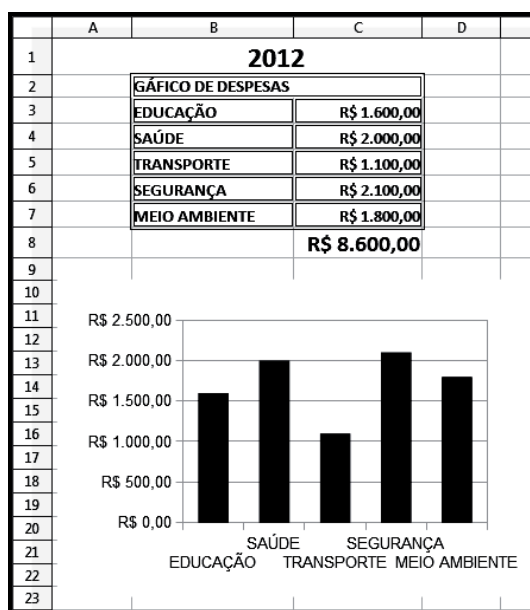 A B C D
1 2012
2 GÁFICO DE DESPESAS
3 EDUCAÇÃO R$ 1.600,00
4 SAÚDE R$ 2.000,00
5 TRANSPORTE R$ 1.100,00
6 SEGURANÇA R$ 2.100,00
7 MEIO AMBIENTE R$ 1.800,00
8 R$ 8.600,00
9
10
11 R$ 2.500,00
12
13 R$ 2.000,00
14
15 R$ 1.500,00
16
17 R$ 1.000,00
18 R$ 500,00
19
20 R$ 0,00
21 SAÚDE SEGURANÇA
22 EDUCAÇÃO TRANSPORTE MEIO AMBIENTE
23